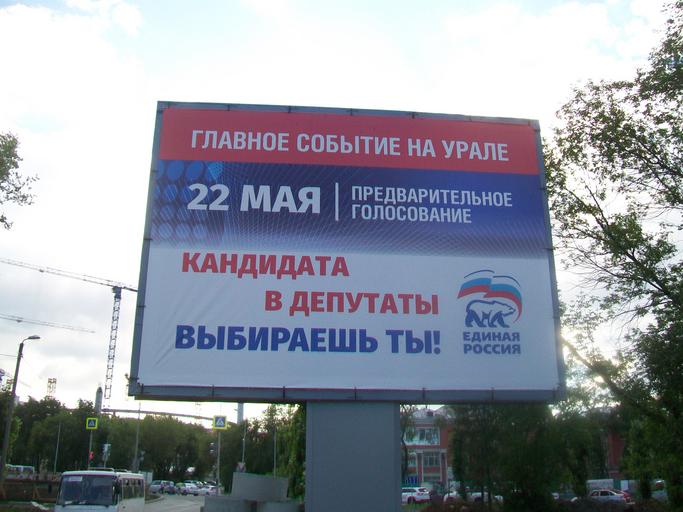 ГЛАВНОЕ СОБЫТИЕ НА УРАЛЕ
22 МАЯ
ПРЕДВАРИТЕЛЬНОЕ
ГОЛОСОВАНИЕ
КАНДИДАТА
В ДЕПУТАТЫ
ВЫБИРАЕШЬ ТЫ!
ЕДИНАЯ
РОССИЯ